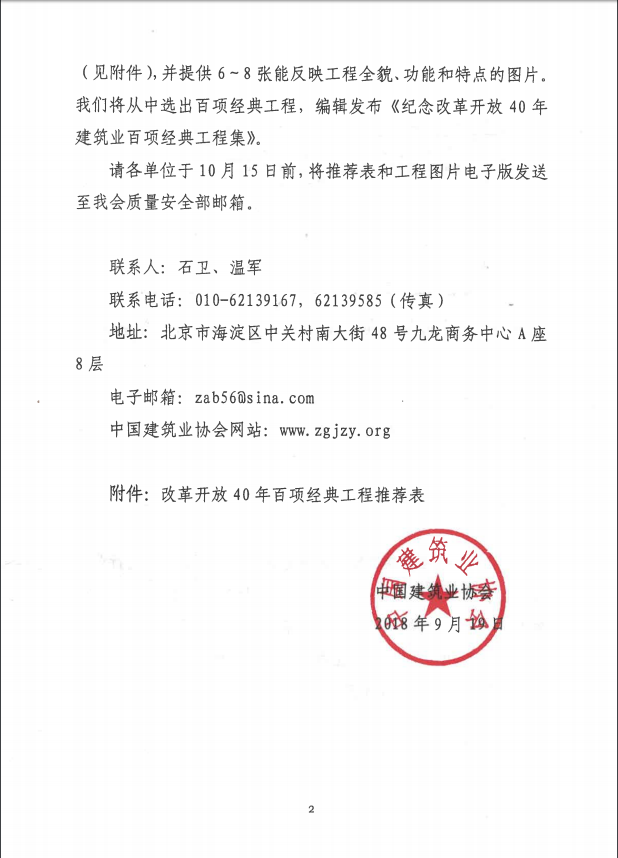 （见附件），并提供 6～8 张能反映工程全貌、功能和特点的图片。
我们将从中选出百项经典工程，编辑发布《纪念改革开放 40 年
建筑业百项经典工程集》。
请各单位于 10 月 15 日前，将推荐表和工程图片电子版发送
至我会质量安全部邮箱。
联系人：石卫、温军
联系电话：010-62139167，62139585（传真）
地址：北京市海淀区中关村南大街 48 号九龙商务中心 A 座
8 层
电子邮箱：zab56@sina.com
中国建筑业协会网站：www.zgjzy.org
附件：改革开放 40 年百项经典工程推荐表
中国建筑业协会
中国建筑业协会
2018 年 9 月 19 日
2